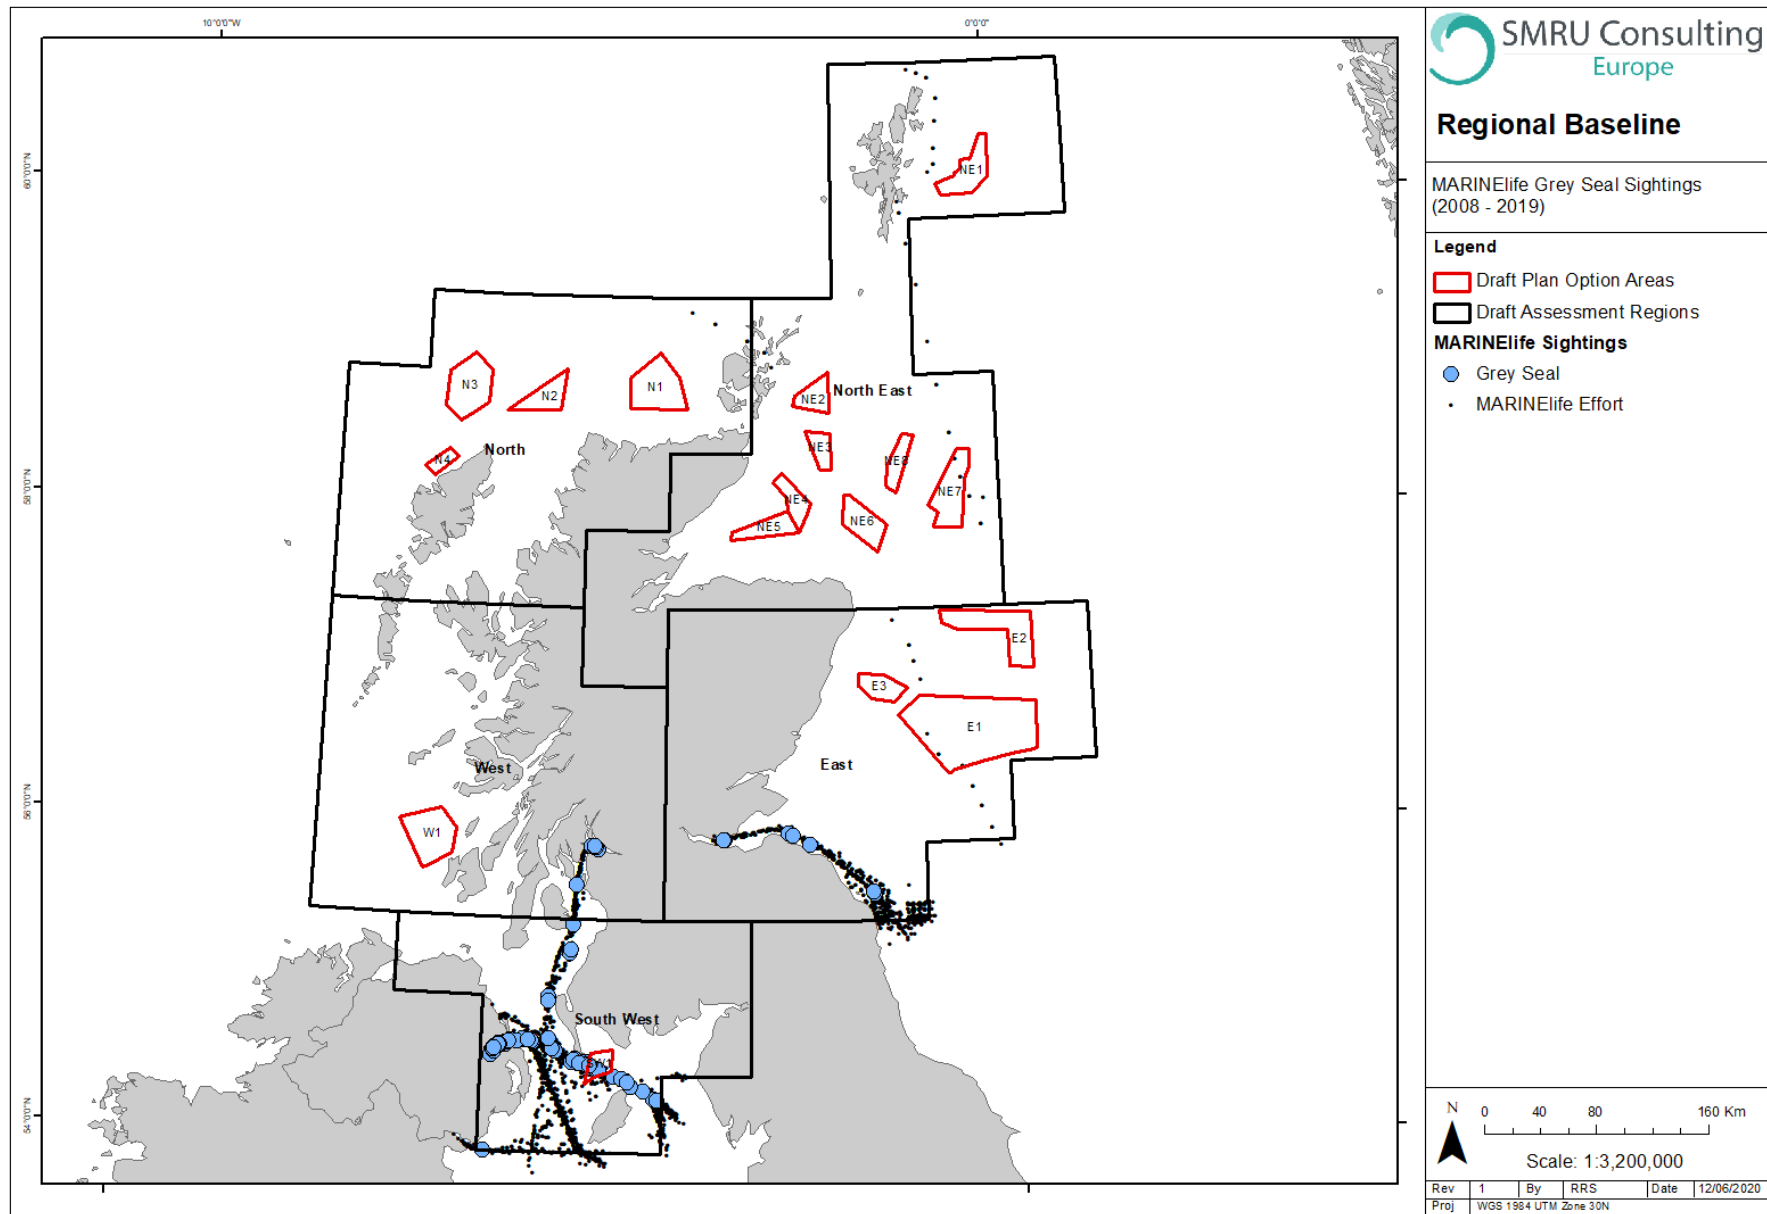 10°0'0"W
0°0'0"
60°0'0"N
58°0'0"N
56°0'0"N
54°0'0"N
NE1
N3
N2
N1
NE2
North East
N4
North
NE3
NE8
NE7
NE4
NE5
NE6
E2
E3
E1
West
East
W1
South West
SMRU Consulting
Europe
Regional Baseline
MARINElife Grey Seal Sightings
(2008 - 2019)
Legend
Draft Plan Option Areas
Draft Assessment Regions
MARINElife Sightings
Grey Seal
MARINElife Effort
N
0 40 80 160 Km
Scale: 1:3,200,000
Rev 1 By RRS Date 12/06/2020
Proj WGS 1984 UTM Zone 30N